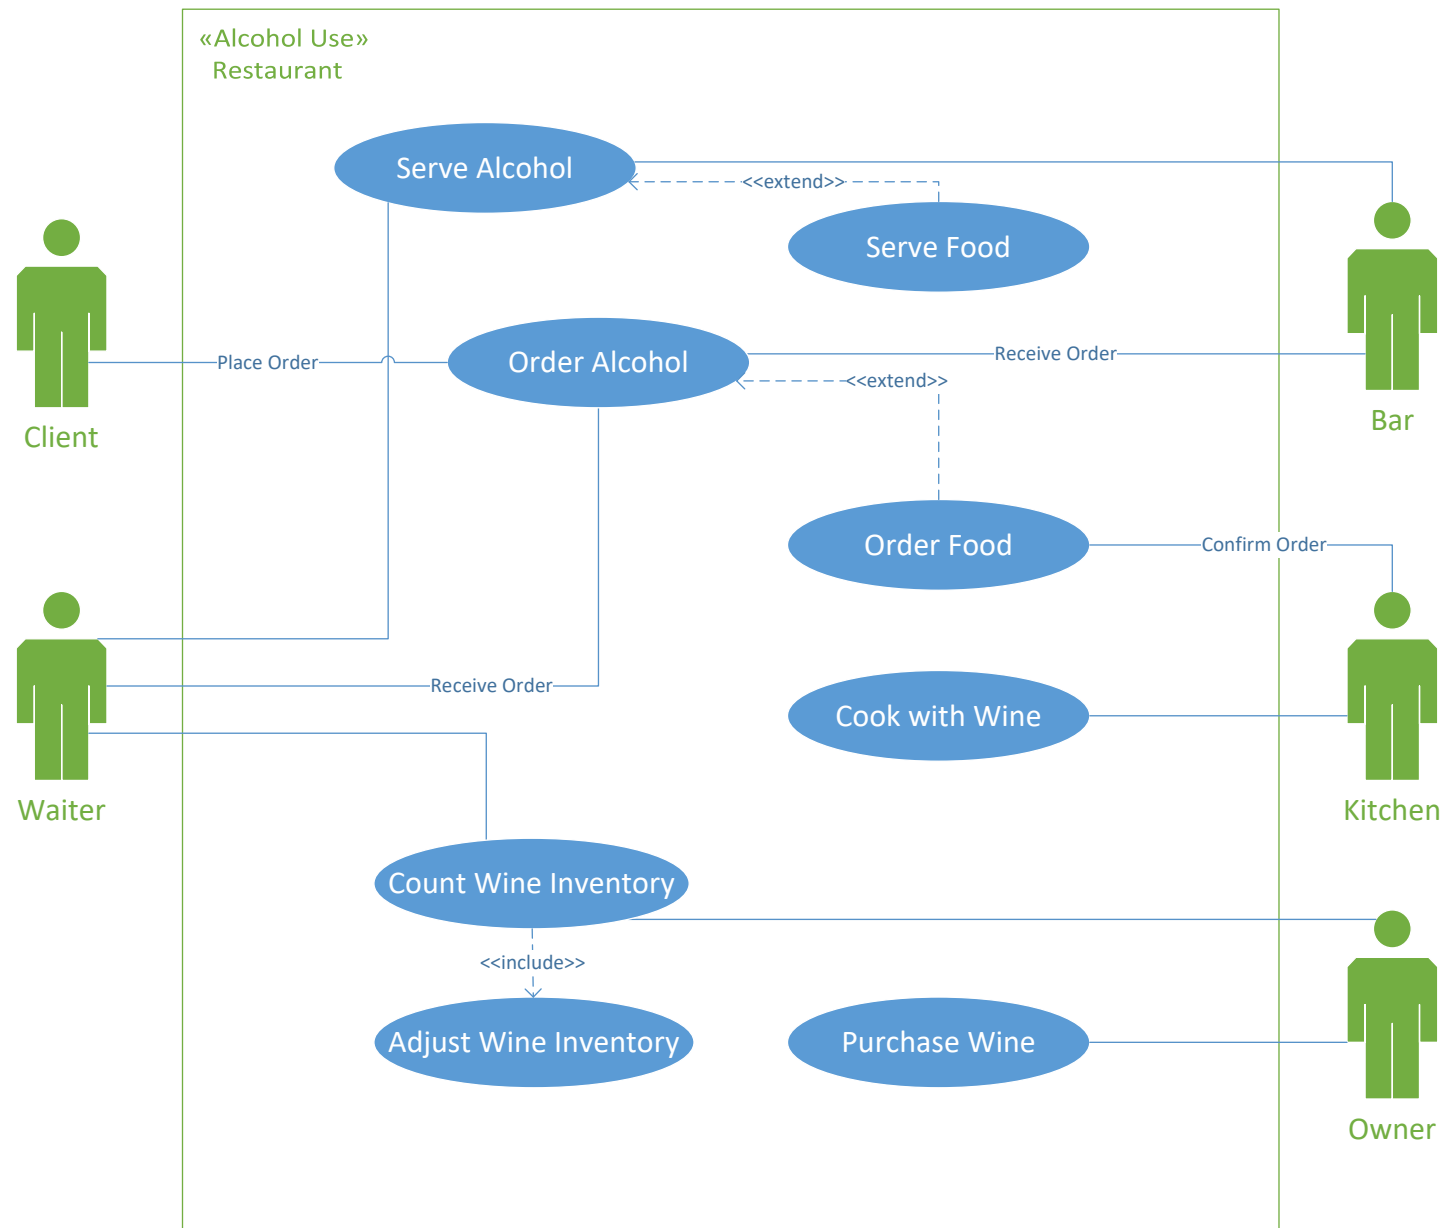 «Alcohol Use»
Restaurant
Serve Alcohol
<<extend>>
Serve Food
Client
Place Order
Order Alcohol
Receive Order
<<extend>>
Bar
Order Food
Confirm Order
Waiter
Receive Order
Cook with Wine
Kitchen
Count Wine Inventory
<<include>>
Adjust Wine Inventory
Purchase Wine
Owner